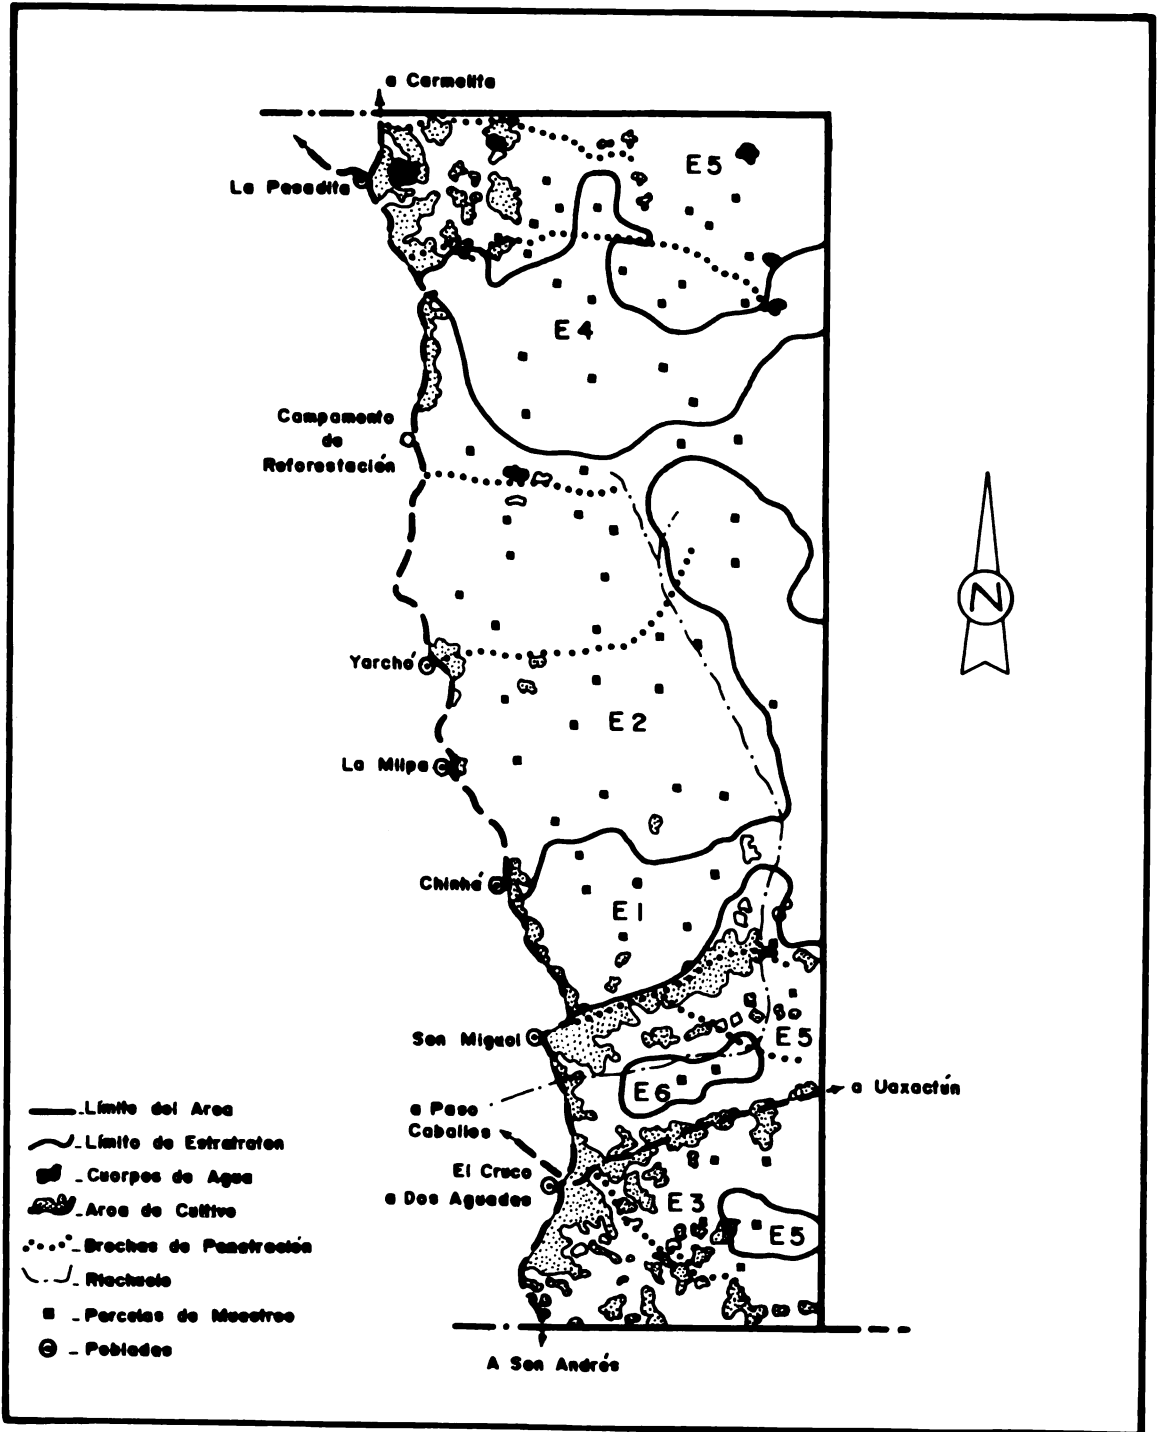 a Carmelita
E5
La Pasadita
E4
Campamento
de
Reforestación
N
Yarchó
E2
La Milpa
Chinhá
E1
San Miguel
E5
E6
a Uaxactún
a Paso
Caballos
El Cruce
a Dos Aguadas
E3
E5
A San Andrés
Límite del Area
Límite de Estratraten
Cuerpos de Agua
Area de Cultivo
Brechas de Penetración
Riachuelo
Parcelas de Muestreo
Poblados